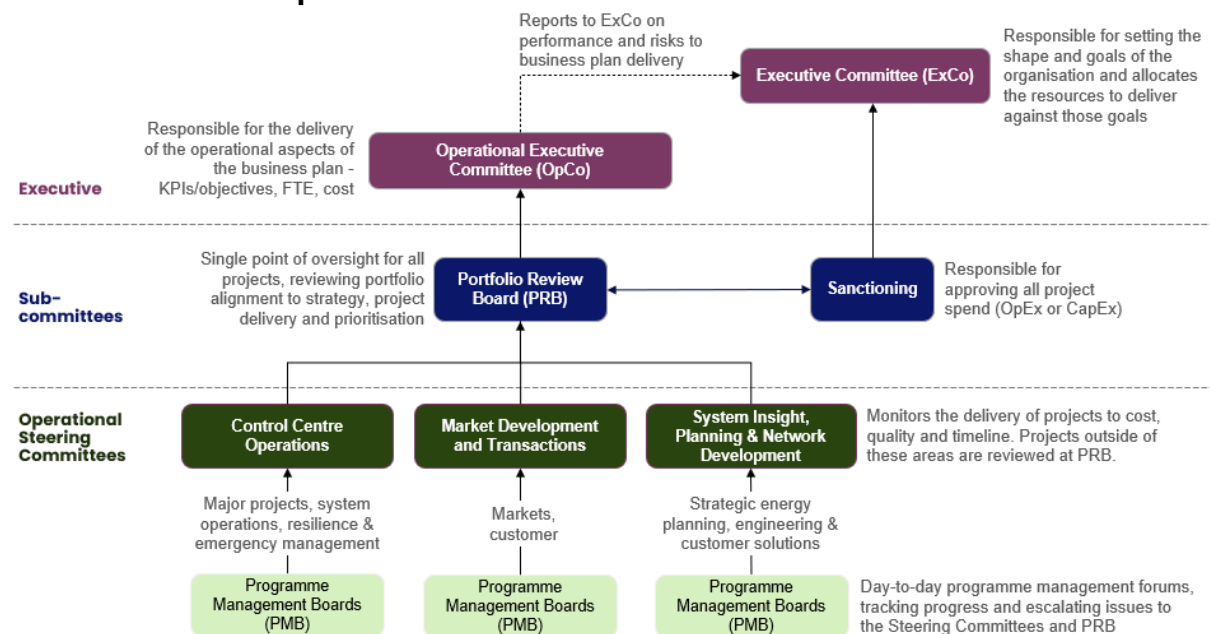 Reports to ExCo on
performance and risks to
business plan delivery
Executive Committee (ExCo)
Responsible for setting the
shape and goals of the
organisation and allocates
the resources to deliver
against those goals
Responsible for the delivery
of the operational aspects of
the business plan -
KPIs/objectives, FTE, cost
Operational Executive
Committee (OpCo)
Executive
Single point of oversight for all
projects, reviewing portfolio
alignment to strategy, project
delivery and prioritisation
Portfolio Review
Board (PRB)
Sanctioning
Responsible for
approving all project
spend (OpEx or CapEx)
Sub-
committees
Operational
Steering
Committees
Control Centre
Operations
Market Development
and Transactions
System Insight,
Planning & Network
Development
Monitors the delivery of projects to cost,
quality and timeline. Projects outside of
these areas are reviewed at PRB.
Major projects, system
operations, resilience &
emergency management
Markets,
customer
Strategic energy
planning, engineering &
customer solutions
Programme
Management Boards
(PMB)
Programme
Management Boards
(PMB)
Programme
Management Boards
(PMB)
Day-to-day programme management forums,
tracking progress and escalating issues to
the Steering Committees and PRB